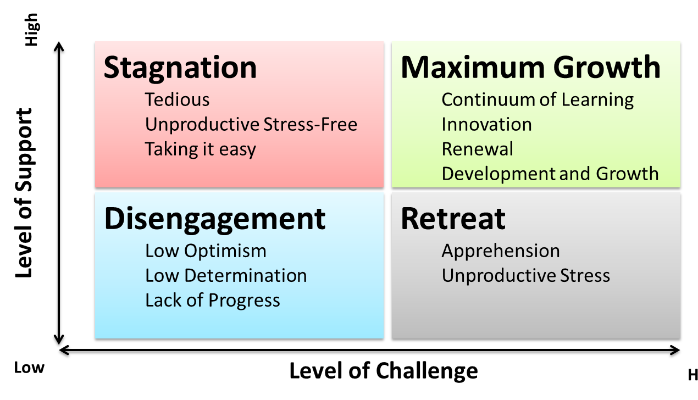 High
Stagnation
Tedious
Unproductive Stress-Free
Taking it easy
Maximum Growth
Continuum of Learning
Innovation
Renewal
Development and Growth
Level of Support
Disengagement
Low Optimism
Low Determination
Lack of Progress
Retreat
Apprehension
Unproductive Stress
Low
Level of Challenge
H